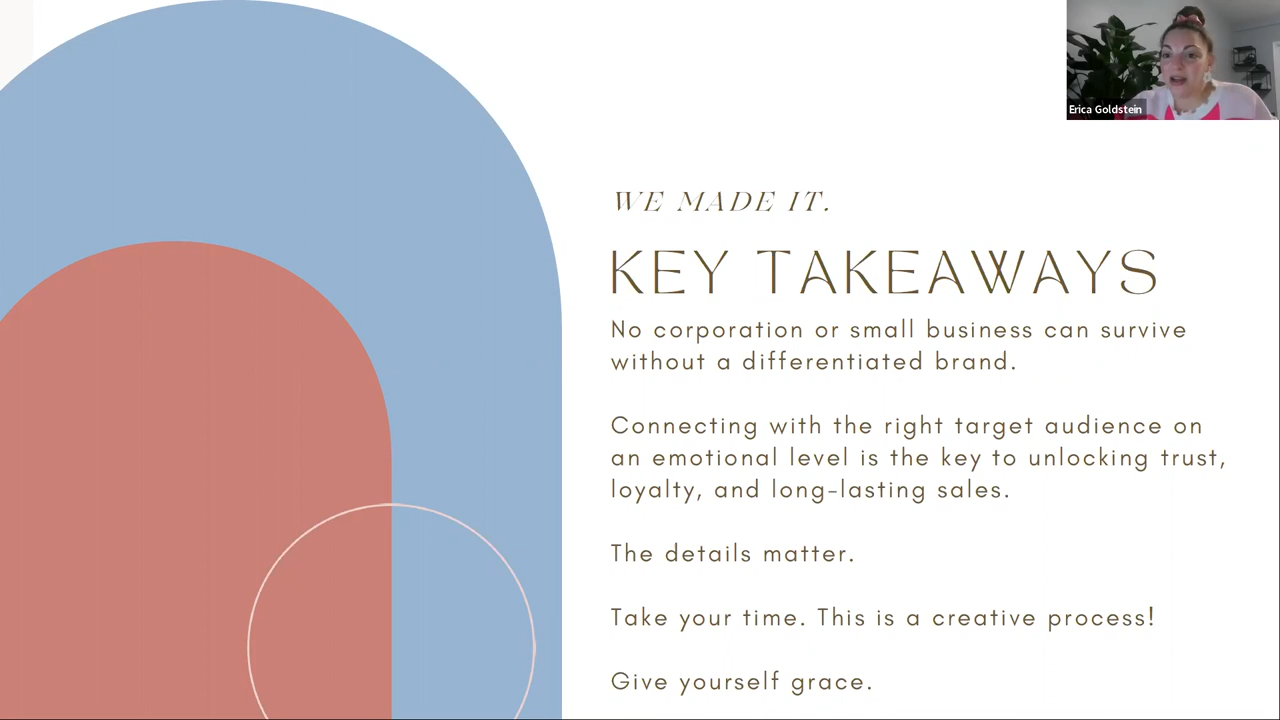 Erica Goldstein
WE MADE IT.
KEY TAKEAWAYS
No corporation or small business can survive
without a differentiated brand.
Connecting with the right target audience on
an emotional level is the key to unlocking trust,
loyalty, and long-lasting sales.
The details matter.
Take your time. This is a creative process!
Give yourself grace.